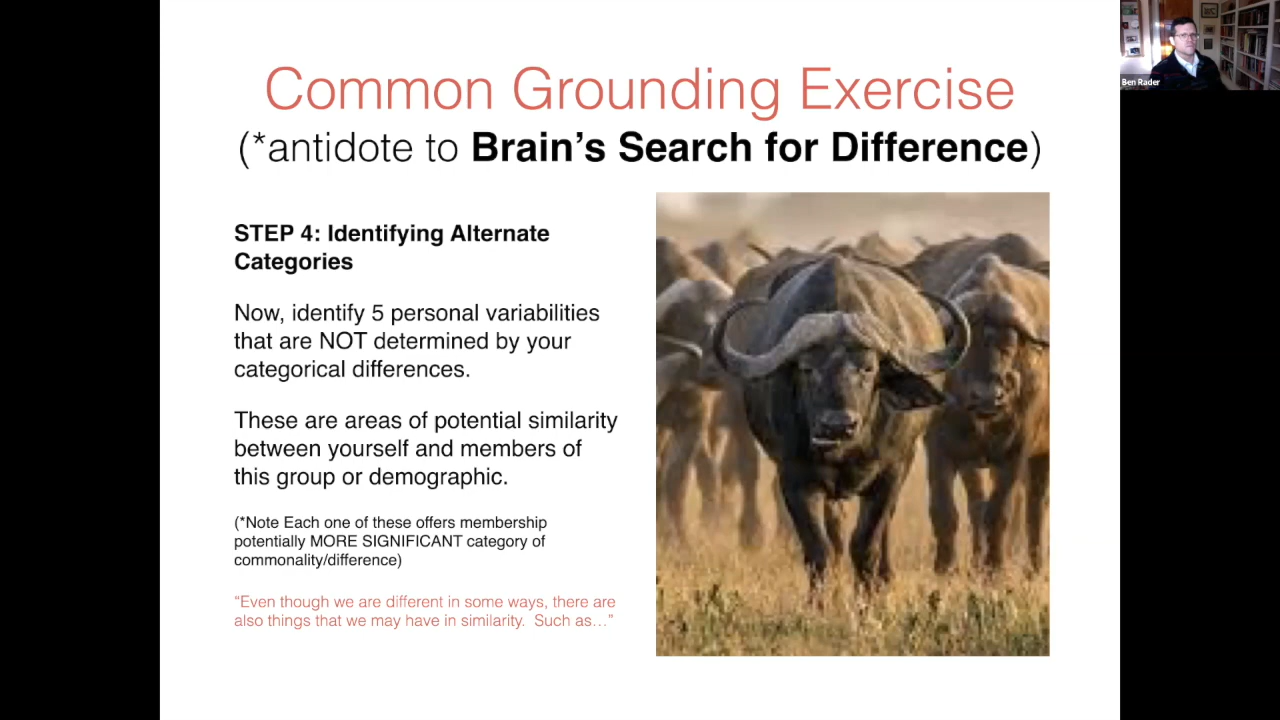 Common Grounding Exercise
(*antidote to Brain’s Search for Difference)
STEP 4: Identifying Alternate
Categories
Now, identify 5 personal variabilities
that are NOT determined by your
categorical differences.
These are areas of potential similarity
between yourself and members of
this group or demographic.
(*Note Each one of these offers membership
potentially MORE SIGNIFICANT category of
commonality/difference)
“Even though we are different in some ways, there are
also things that we may have in similarity.  Such as…”
Ben Rader